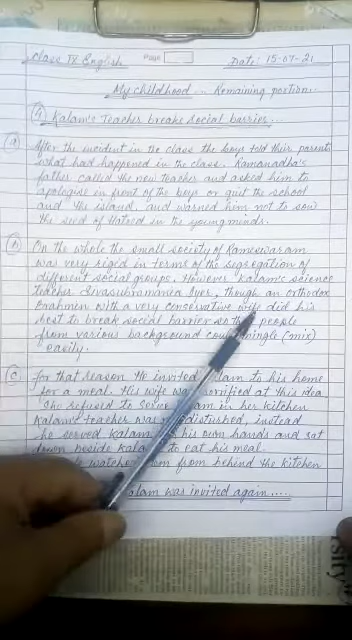 Class IX English Page Date: 15-07-21
My childhood... Remaining portion.
4) Kalam's Teacher breaks social barrier...
a) After the incident in the class the boys told their parents
what had happened in the class. Ramanadha's
father called the new teacher and asked him to
apologise in front of the boys or quit the school
and the island, and warned him not to sow
the seed of Hatred in the young minds.
On the whole the small society of Rameswaram
was very rigid in terms of the segregation of
different social groups. However Kalam's science
teacher Sivasubramania Iyer, though an orthodox
Brahmin with a very conservative wife did his
best to break social barrier so that people
from various background could mingle (mix)
easily.
C) for that reason He invited Kalam to his home
for a meal. His wife was horrified at this idea
She refused to serve Kalam in her kitchen
Kalam's teacher was not disturbed, instead
he served Kalam his own hands and sat
down beside Kalam to eat his meal
watched from behind the kitchen
Kalam was invited again.....